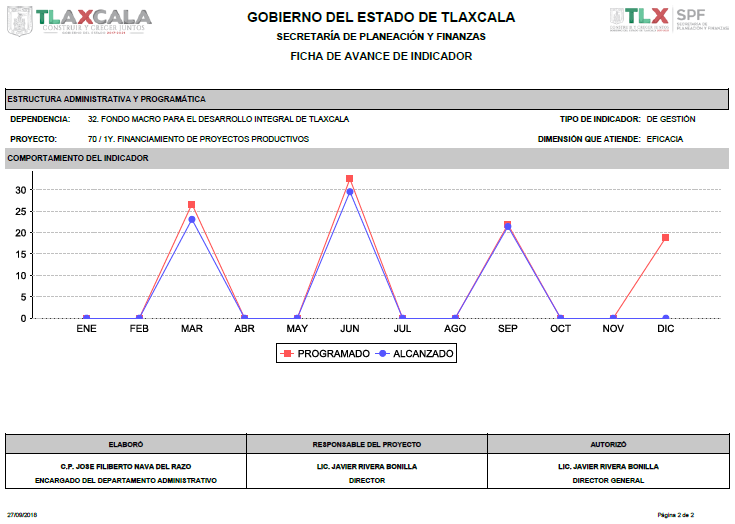 TLAXCALA
CONSTRUIR Y CRECER JUNTOS
GOBIERNO DEL ESTADO DE TLAXCALA
SECRETARÍA DE PLANEACIÓN Y FINANZAS
FICHA DE AVANCE DE INDICADOR
TLX
SPF
SECRETARÍA DE
PLANEACIÓN Y FINANZAS
ESTRUCTURA ADMINISTRATIVA Y PROGRAMÁTICA
DEPENDENCIA: 32. FONDO MACRO PARA EL DESARROLLO INTEGRAL DE TLAXCALA TIPO DE INDICADOR: DE GESTIÓN
PROYECTO: 70 / 1Y. FINANCIAMIENTO DE PROYECTOS PRODUCTIVOS DIMENSIÓN QUE ATIENDE: EFICACIA
COMPORTAMIENTO DEL INDICADOR
30
25
20
15
10
5
0
ENE FEB MAR ABR MAY JUN JUL AGO SEP OCT NOV DIC
PROGRAMADO ALCANZADO
ELABORÓ RESPONSABLE DEL PROYECTO AUTORIZÓ
C.P. JOSE FILIBERTO NAVA DEL RAZO LIC. JAVIER RIVERA BONILLA LIC. JAVIER RIVERA BONILLA
ENCARGADO DEL DEPARTAMENTO ADMINISTRATIVO DIRECTOR DIRECTOR GENERAL
27/09/2018 Página 2 de 2